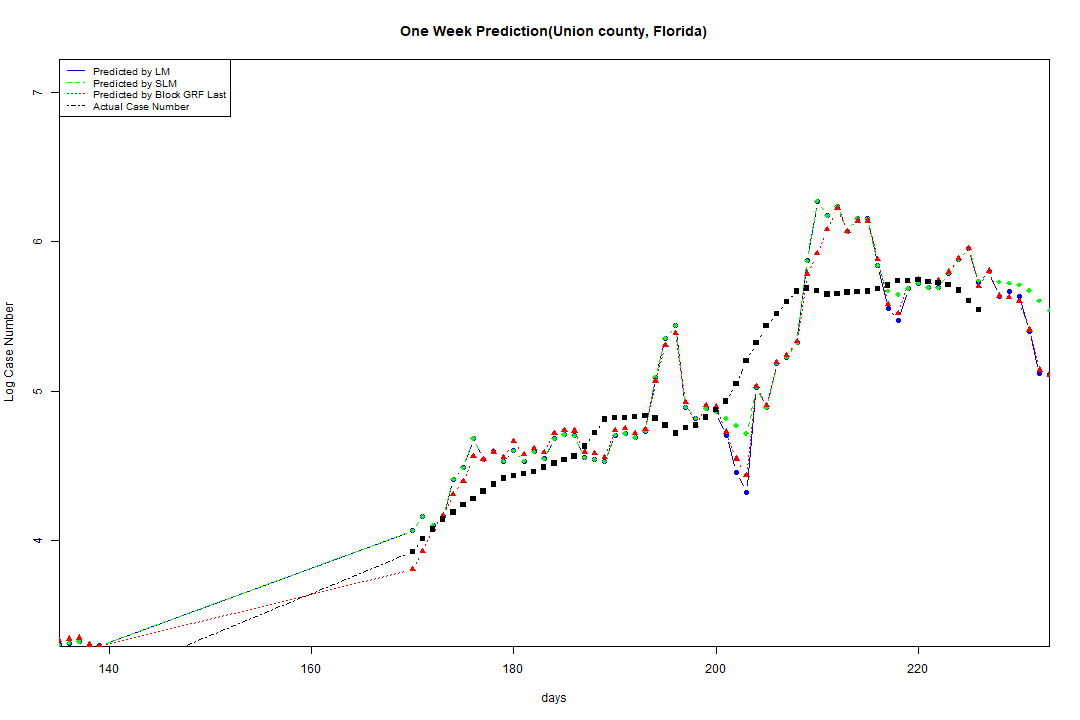 One Week Prediction(Union county, Florida)
Predicted by LM
Predicted by SLM
Predicted by Block GRF Last
Actual Case Number
7
6
5
4
Log Case Number
140 160 180 200 220
days